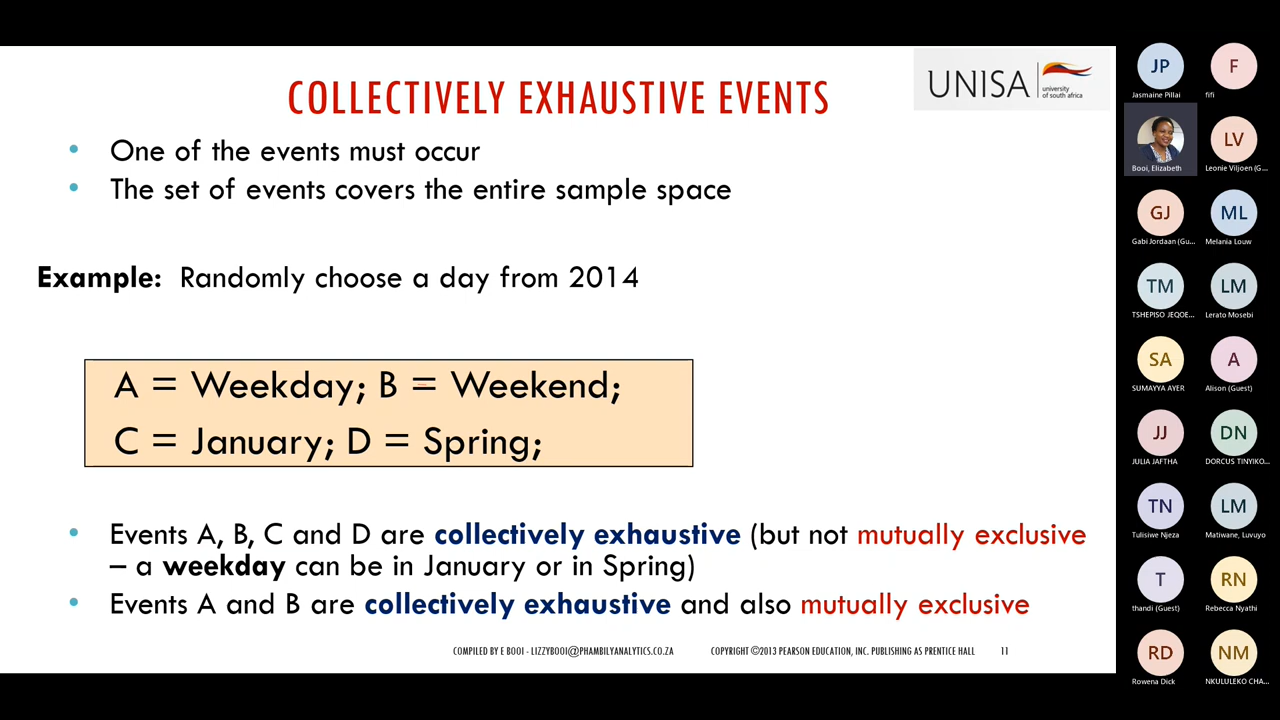 COLLECTIVELY EXHAUSTIVE EVENTS
UNISA
university
of south africa
• One of the events must occur
• The set of events covers the entire sample space
Example: Randomly choose a day from 2014
A = Weekday; B = Weekend;
C = January; D = Spring;
• Events A, B, C and D are collectively exhaustive (but not mutually exclusive
– a weekday can be in January or in Spring)
• Events A and B are collectively exhaustive and also mutually exclusive
COMPILED BY E BOOI - LIZZYBOOI@PHAMBILYANALYTICS.CO.ZA
COPYRIGHT ©2013 PEARSON EDUCATION, INC. PUBLISHING AS PRENTICE HALL
11
JP
F
Jasmaine Pillai
fifi
LV
Booi, Elizabeth
Leonie Viljoen (G...
GJ
ML
Gabi Jordaan (Gu...
Melania Louw
TM
LM
TSHEPISO JEQOE...
Lerato Mosebi
SA
A
SUMAYYA AYER
Alison (Guest)
JJ
DN
JULIA JAFTHA
DORCUS TINYIKO...
TN
LM
Tulisiwe Njeza
Matiwane, Luvuyo
T
RN
thandi (Guest)
Rebecca Nyathi
RD
NM
Rowena Dick
NKULULEKO CHA...